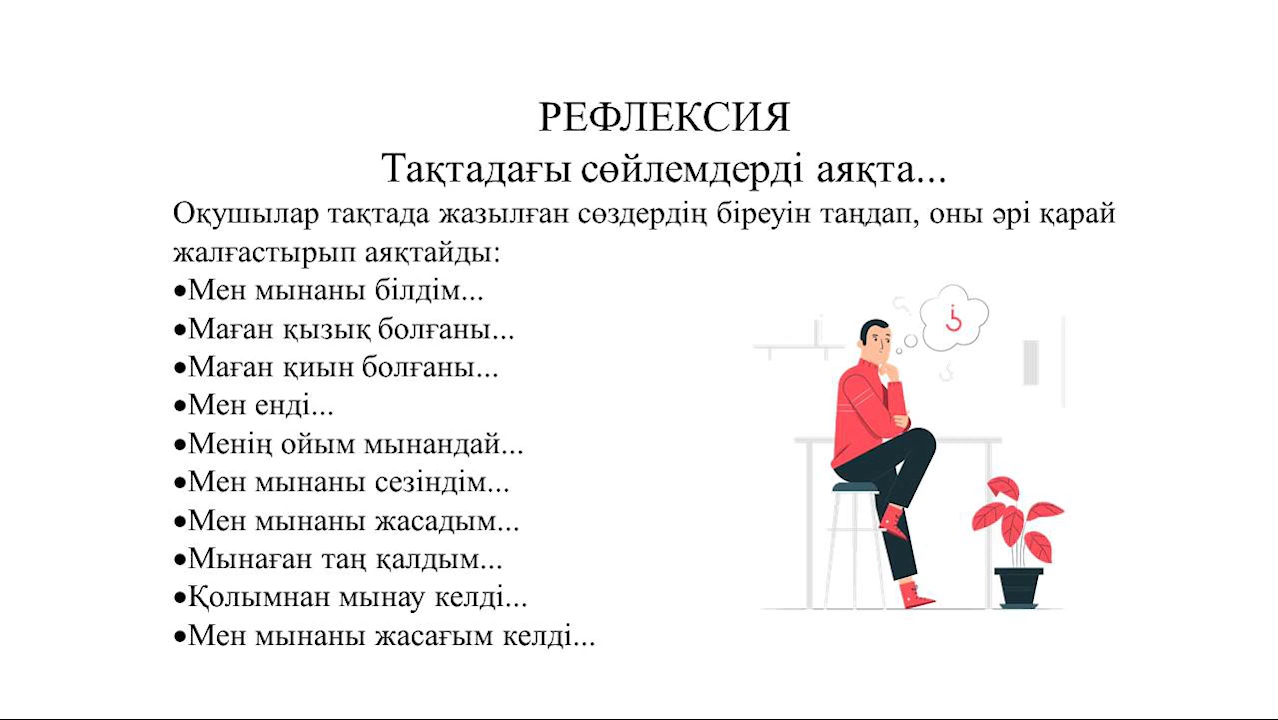 РЕФЛЕКСИЯ
Тақтадағы сөйлемдерді аяқта...
Оқушылар тақтада жазылған сөздердің біреуін таңдап, оны әрі қарай
жалғастырып аяқтайды:
•Мен мынаны білдім...
•Маған қызық болғаны...
•Маған қиын болғаны...
•Мен енді...
•Менің ойым мынандай...
•Мен мынаны сезіндім...
•Мен мынаны жасадым...
•Мынаған таң қалдым...
•Қолымнан мынау келді...
•Мен мынаны жасағым келді...